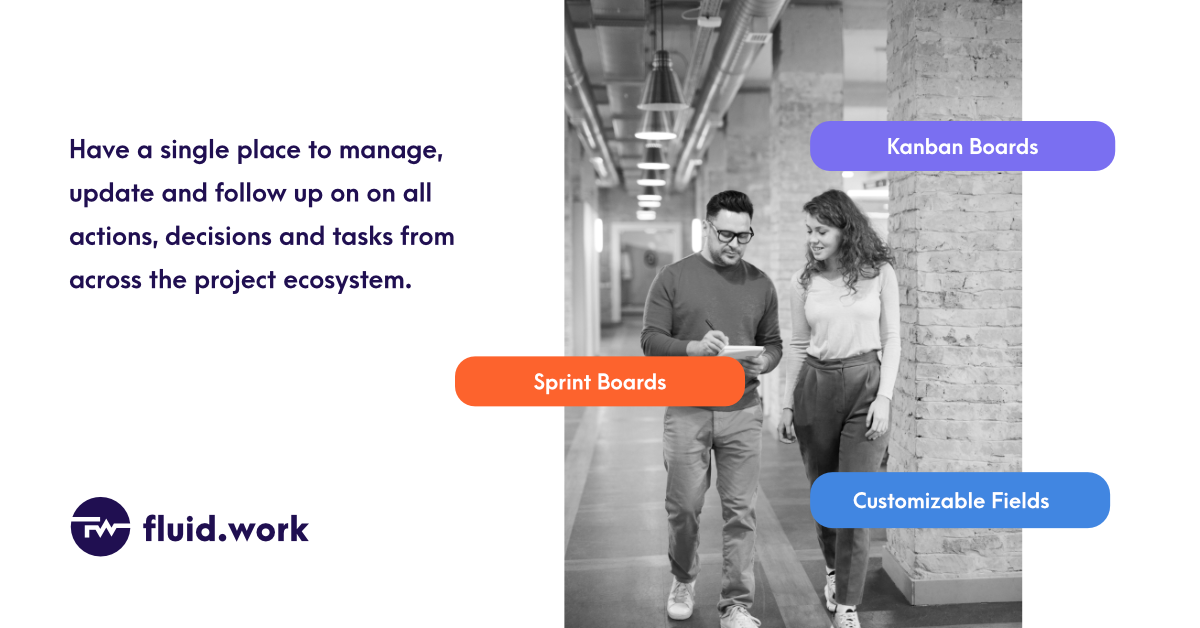 Have a single place to manage,
update and follow up on on all
actions, decisions and tasks from
across the project ecosystem.
Kanban Boards
Sprint Boards
Customizable Fields
FW fluid.work